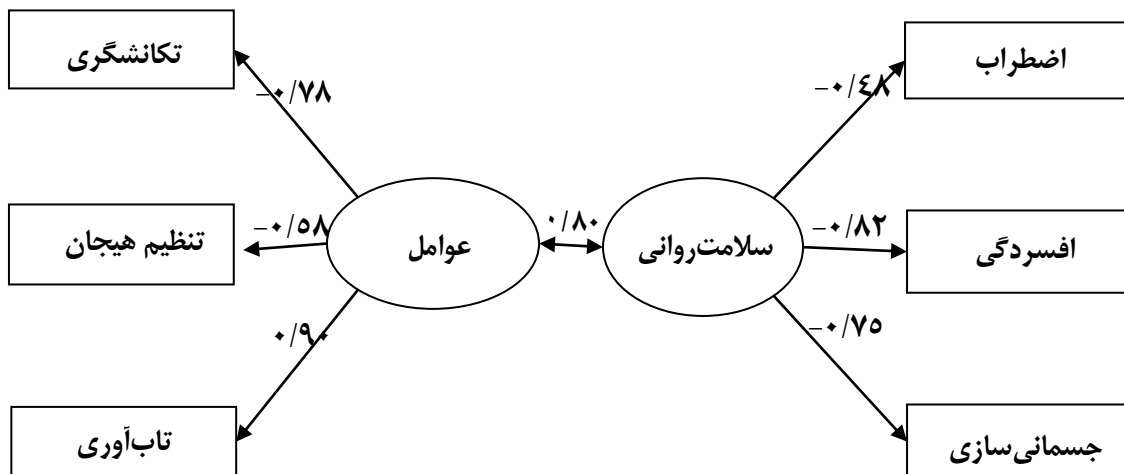 اضطراب
تکانشگری
–۰/۴۸
–۰/۷۸
۰/۸۰
افسردگی
–۰/۸۲
سلامت‌روانی
عوامل
–۰/۵۸
تنظیم هیجان
–۰/۷۵
۰/۹۰
جسمانی‌سازی
تاب‌آوری